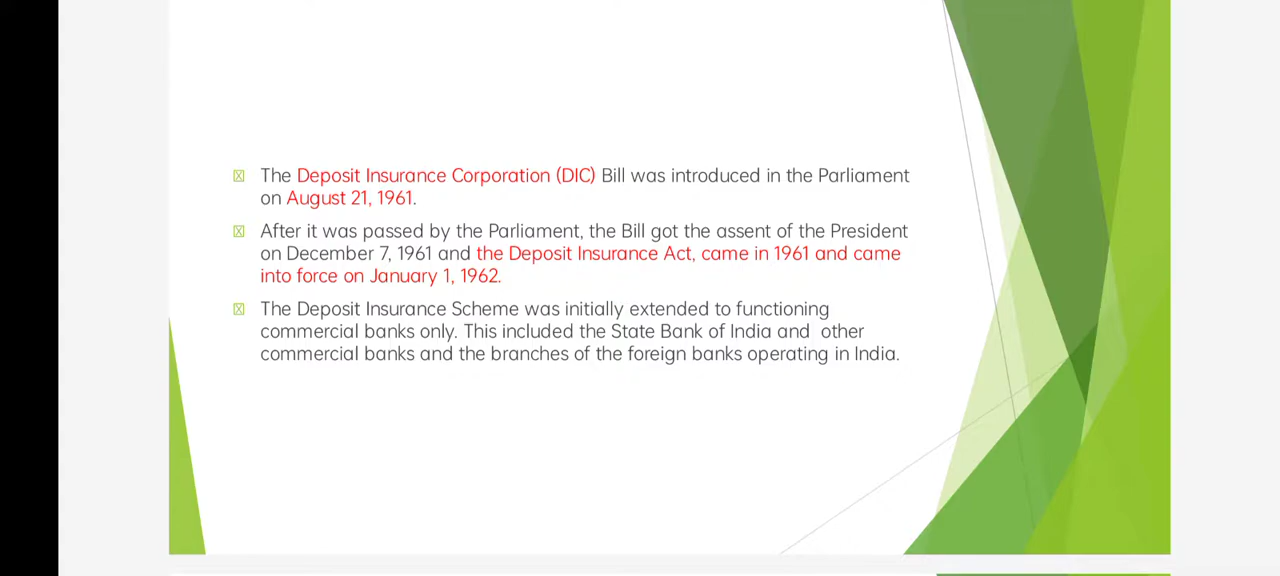 The Deposit Insurance Corporation (DIC) Bill was introduced in the Parliament
on August 21, 1961.
After it was passed by the Parliament, the Bill got the assent of the President
on December 7, 1961 and the Deposit Insurance Act, came in 1961 and came
into force on January 1, 1962.
The Deposit Insurance Scheme was initially extended to functioning
commercial banks only. This included the State Bank of India and  other
commercial banks and the branches of the foreign banks operating in India.